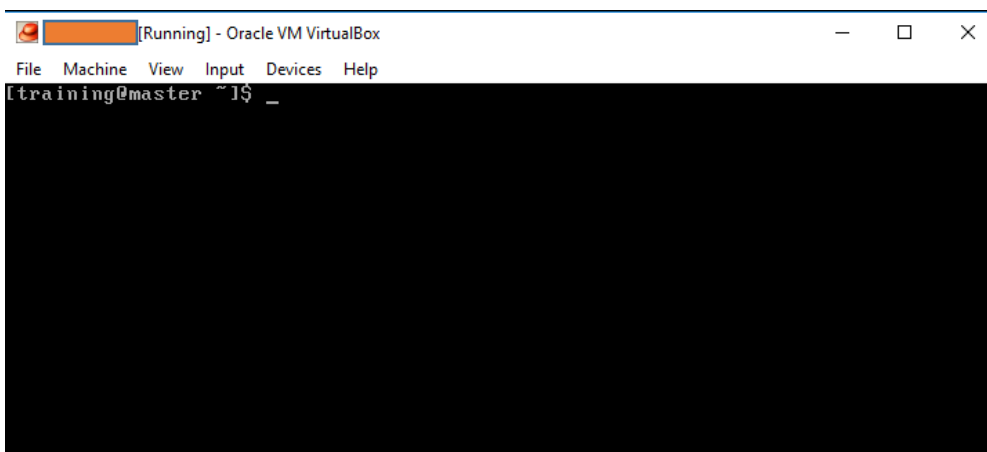 [Running] - Oracle VM VirtualBox
File Machine View Input Devices Help
[training@master ~]$ _